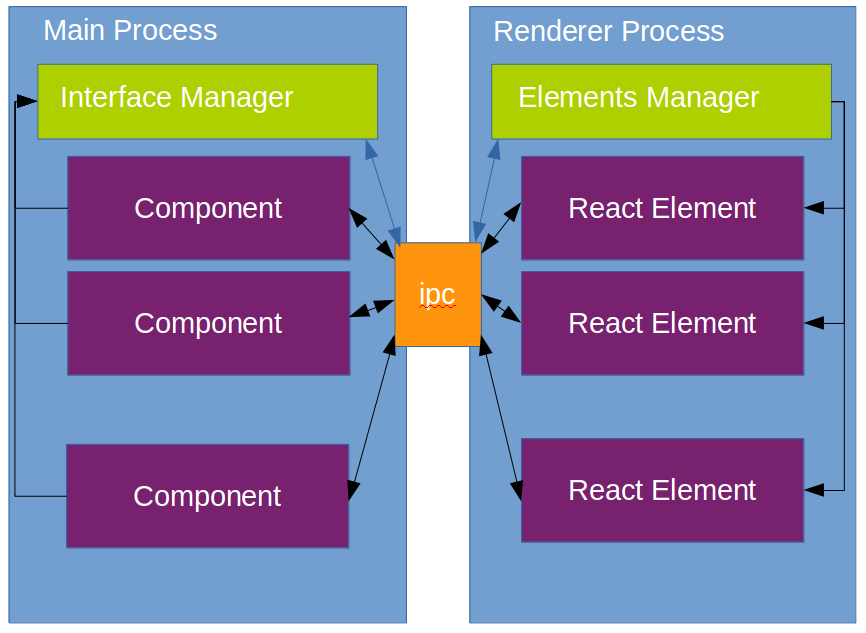 Main Process
Interface Manager
Component
Component
Component
ipc
Renderer Process
Elements Manager
React Element
React Element
React Element